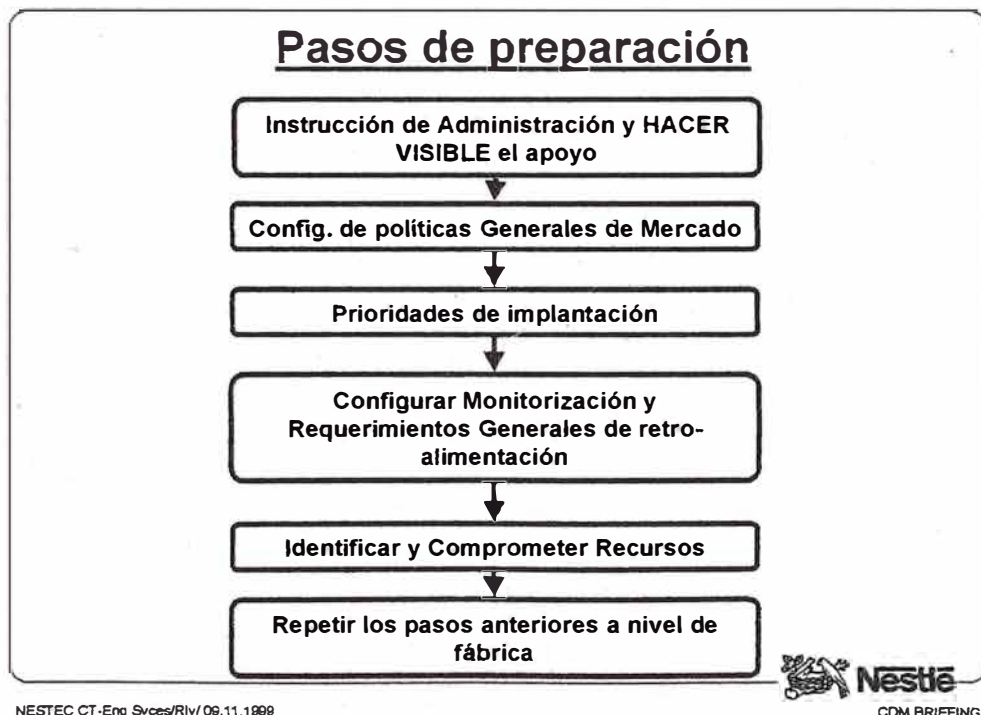 Pasos de preparación
Instrucción de Administración y HACER
VISIBLE el apoyo
Config. de políticas Generales de Mercado
Prioridades de implantación
Configurar Monitorización y
Requerimientos Generales de retro-
alimentación
Identificar y Comprometer Recursos
Repetir los pasos anteriores a nivel de
fábrica
Nestlé
NESTEC CT-Eng Svces/Rly/ 09.11.1999
CDM BRIEFING